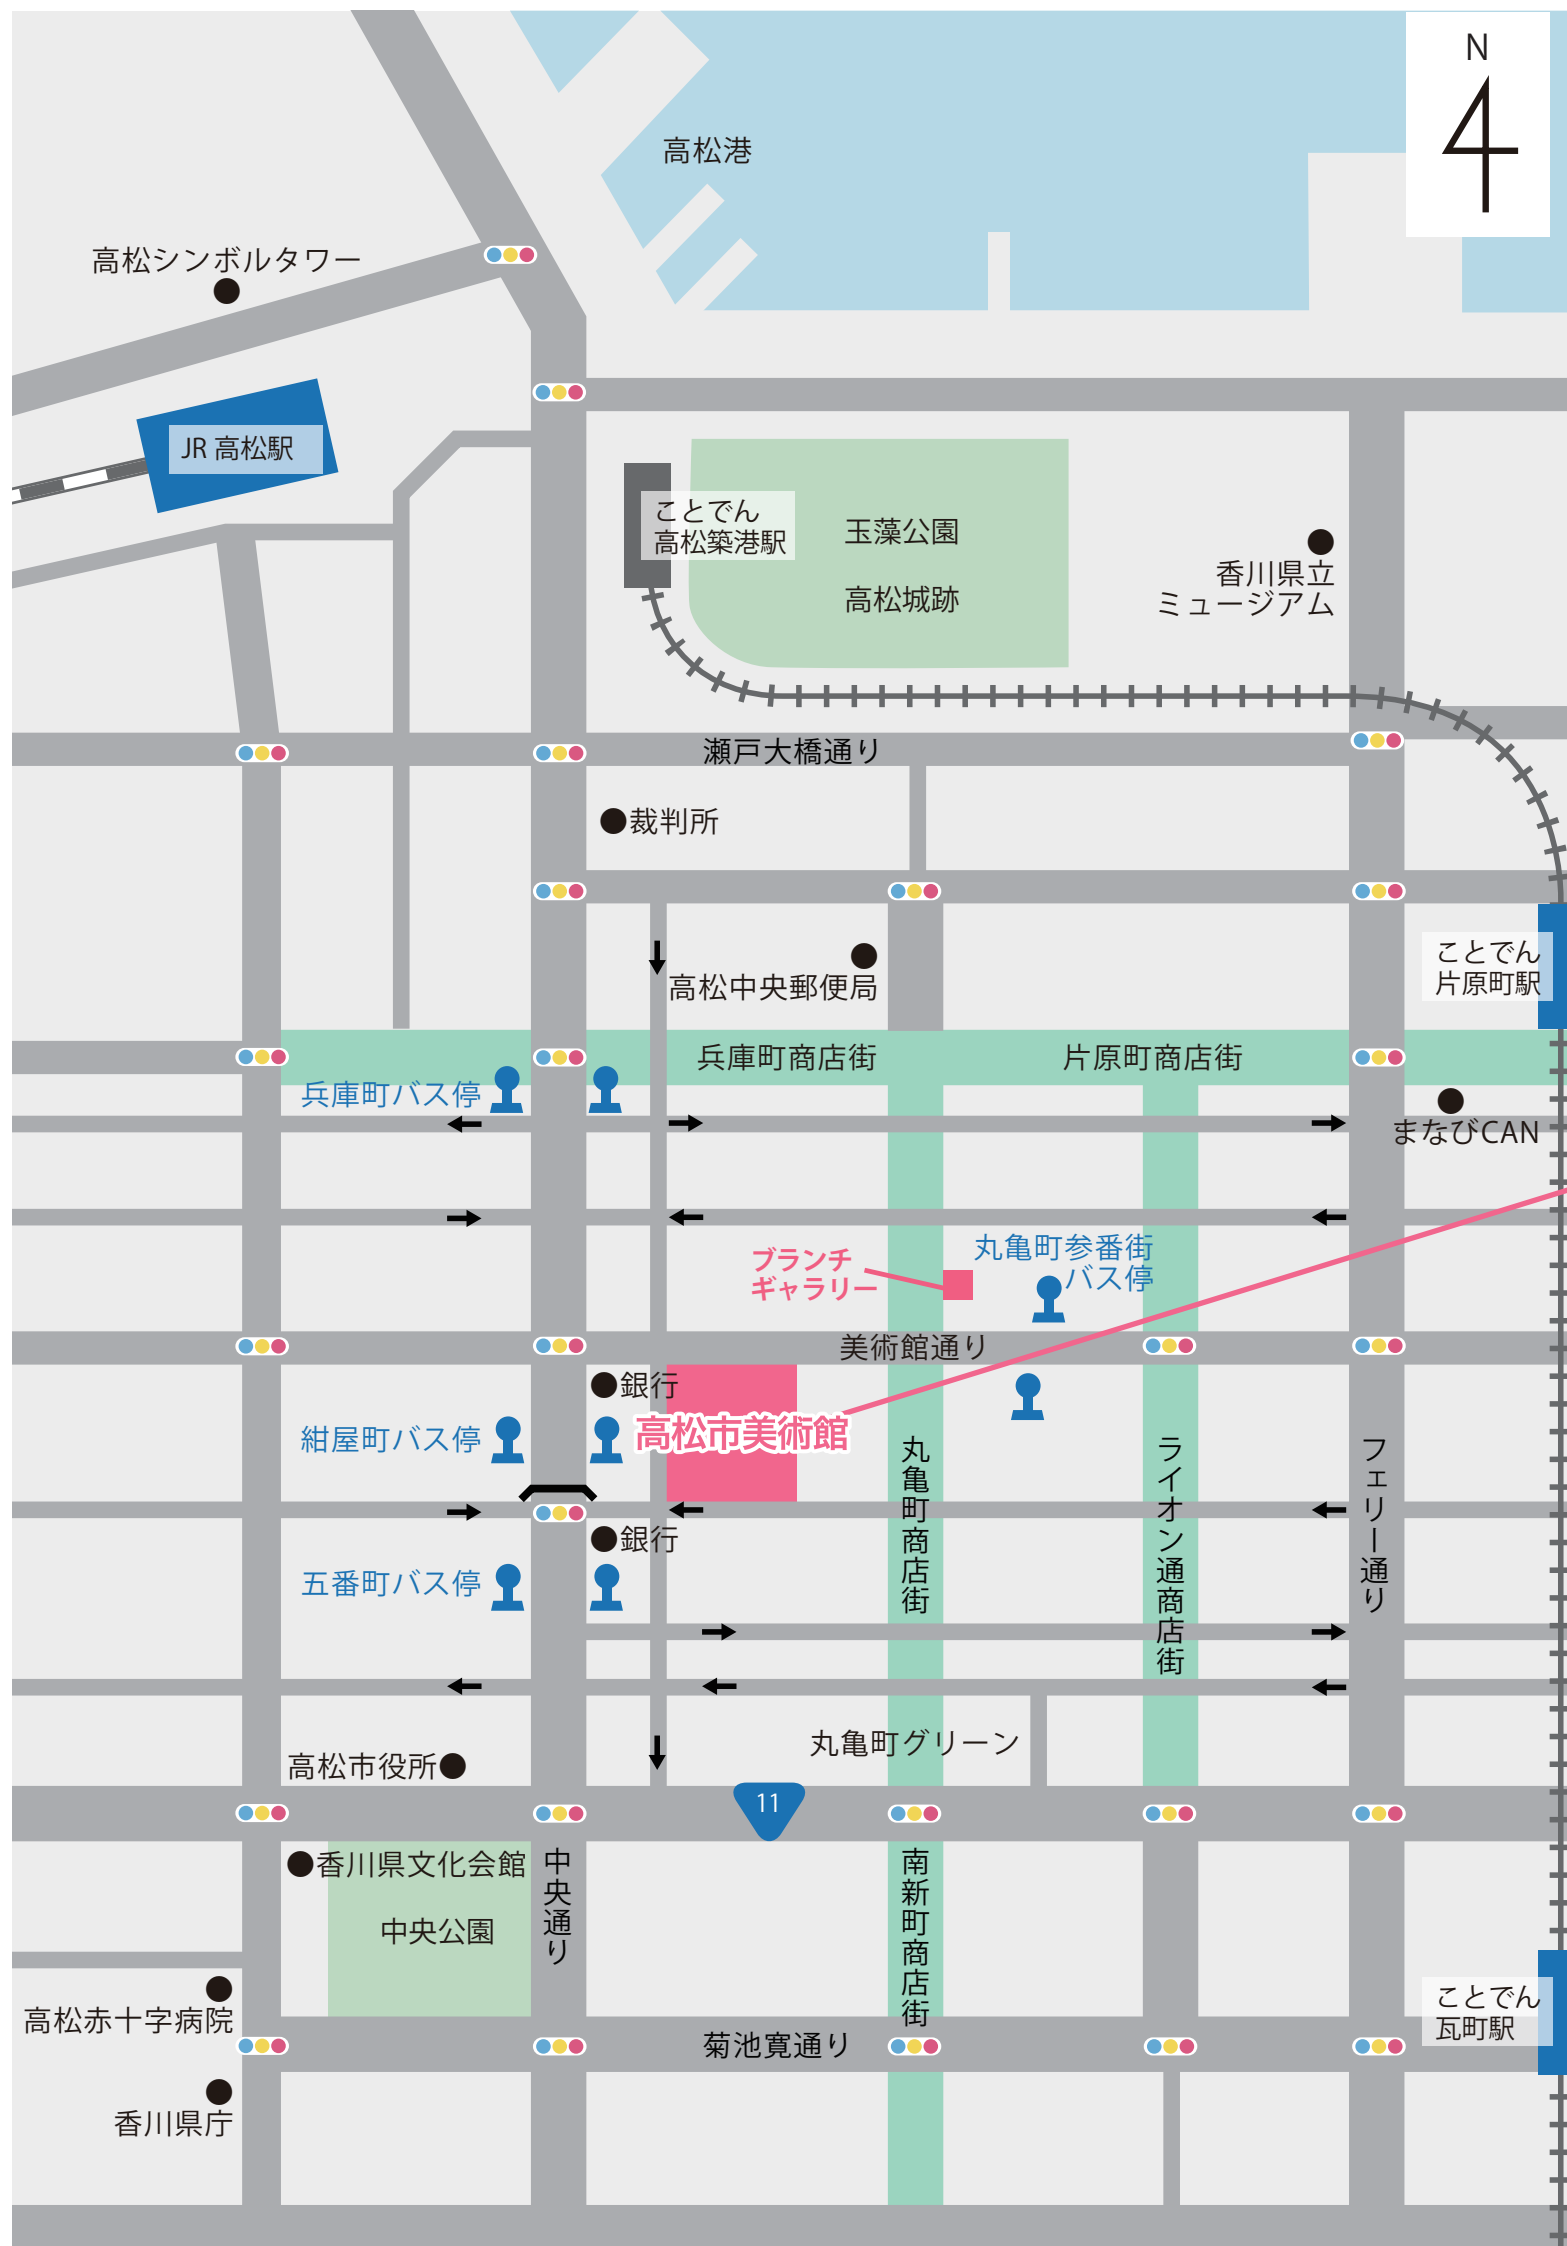 N
高松港
高松シンボルタワー
JR 高松駅
ことでん
高松築港駅
玉藻公園
高松城跡
香川県立
ミュージアム
瀬戸大橋通り
裁判所
高松中央郵便局
ことでん
片原町駅
兵庫町商店街
片原町商店街
兵庫町バス停
まなびCAN
ブランチ
ギャラリー
丸亀町参番街
バス停
美術館通り
銀行
高松市美術館
紺屋町バス停
丸亀町商店街
ライオン通商店街
フェリー通り
銀行
五番町バス停
丸亀町グリーン
高松市役所
11
香川県文化会館
中央公園
中央通り
南新町商店街
高松赤十字病院
ことでん
瓦町駅
菊池寛通り
香川県庁